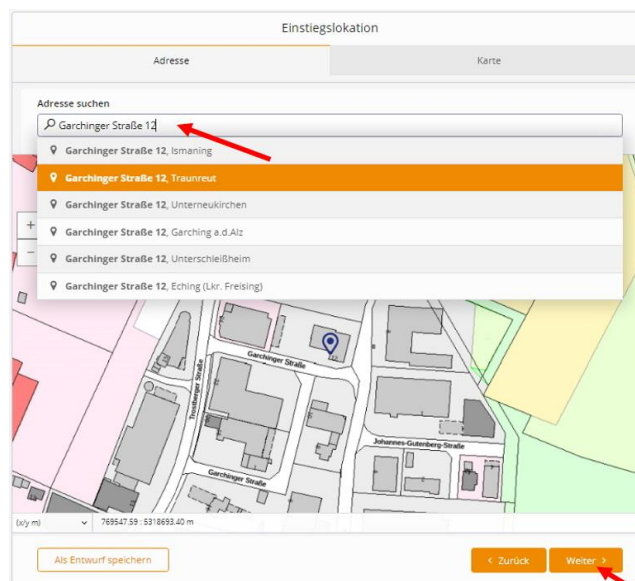 Einstiegslokation
Adresse
Karte
Adresse suchen
Garchinger Straße 12
Garchinger Straße 12, Ismaning
Garchinger Straße 12, Traunreut
Garchinger Straße 12, Unterneukirchen
Garchinger Straße 12, Garching a.d.Alz
Garchinger Straße 12, Unterschleißheim
Garchinger Straße 12, Eching (Lkr. Freising)
+
−
Garchinger Straße
Trostberger Straße
Johannes-Gutenberg-Straße
Garchinger Straße
(x/y m)
769547.59 : 5318693.40 m
Als Entwurf speichern
< Zurück
Weiter >